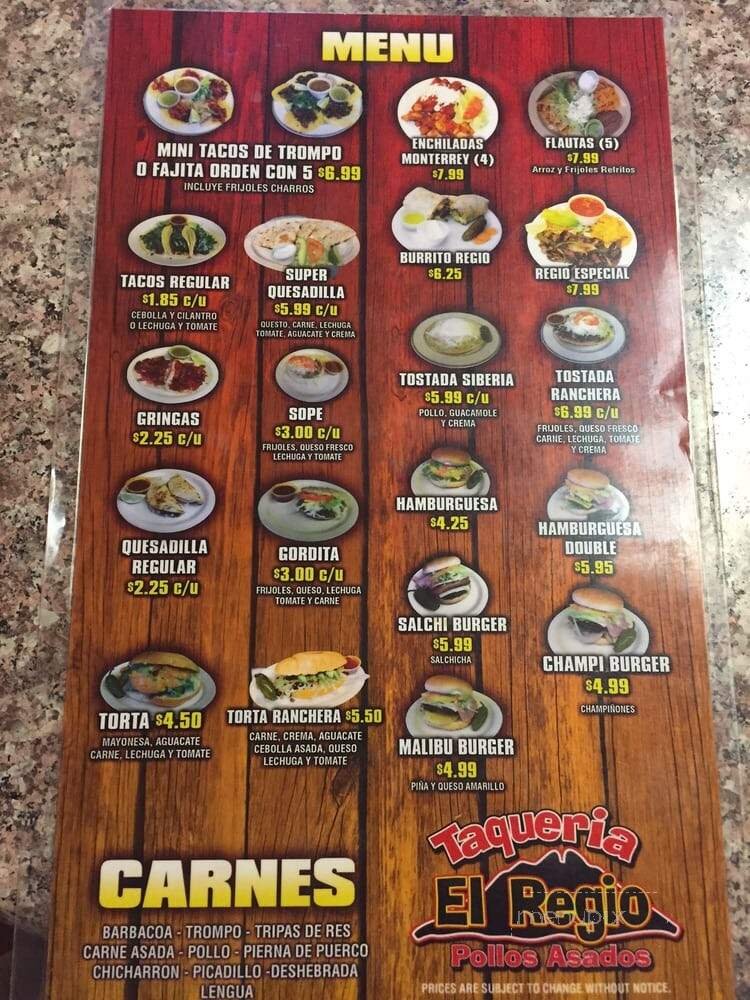 MENU
MINI TACOS DE TROMPO
O FAJITA ORDEN CON 5 $6.99
INCLUYE FRIJOLES CHARROS
ENCHILADAS
MONTERREY (4)
$7.99
FLAUTAS (5)
$7.99
Arroz y Frijoles Refritos
TACOS REGULAR
$1.85 c/u
CEBOLLA Y CILANTRO
O LECHUGA Y TOMATE
SUPER
QUESADILLA
$5.99 c/u
QUESTO, CARNE, LECHUGA
TOMATE, AGUACATE Y CREMA
BURRITO REGIO
$6.25
REGIO ESPECIAL
$7.99
GRINGAS
$2.25 c/u
SOPE
$3.00 c/u
FRIJOLES, QUESO FRESCO
LECHUGA Y TOMATE
TOSTADA SIBERIA
$5.99 c/u
POLLO, GUACAMOLE
Y CREMA
TOSTADA
RANCHERA
$6.99 c/u
FRIJOLES, QUESO FRESCO
CARNE, LECHUGA, TOMATE
Y CREMA
QUESADILLA
REGULAR
$2.25 c/u
GORDITA
$3.00 c/u
FRIJOLES, QUESO, LECHUGA
TOMATE Y CARNE
HAMBURGUESA
$4.25
HAMBURGUESA
DOUBLE
$5.95
SALCHI BURGER
$5.99
SALCHICHA
CHAMPI BURGER
$4.99
CHAMPIÑONES
TORTA $4.50
MAYONESA, AGUACATE
CARNE, LECHUGA Y TOMATE
TORTA RANCHERA $5.50
CARNE, CREMA, AGUACATE
CEBOLLA ASADA, QUESO
LECHUGA Y TOMATE
MALIBU BURGER
$4.99
PIÑA Y QUESO AMARILLO
CARNES
BARBACOA - TROMPO - TRIPAS DE RES
CARNE ASADA - POLLO - PIERNA DE PUERCO
CHICHARRON - PICADILLO -DESHEBRADA
LENGUA
Taqueria
El Regio
menupix
Pollos Asados
PRICES ARE SUBJECT TO CHANGE WITHOUT NOTICE.